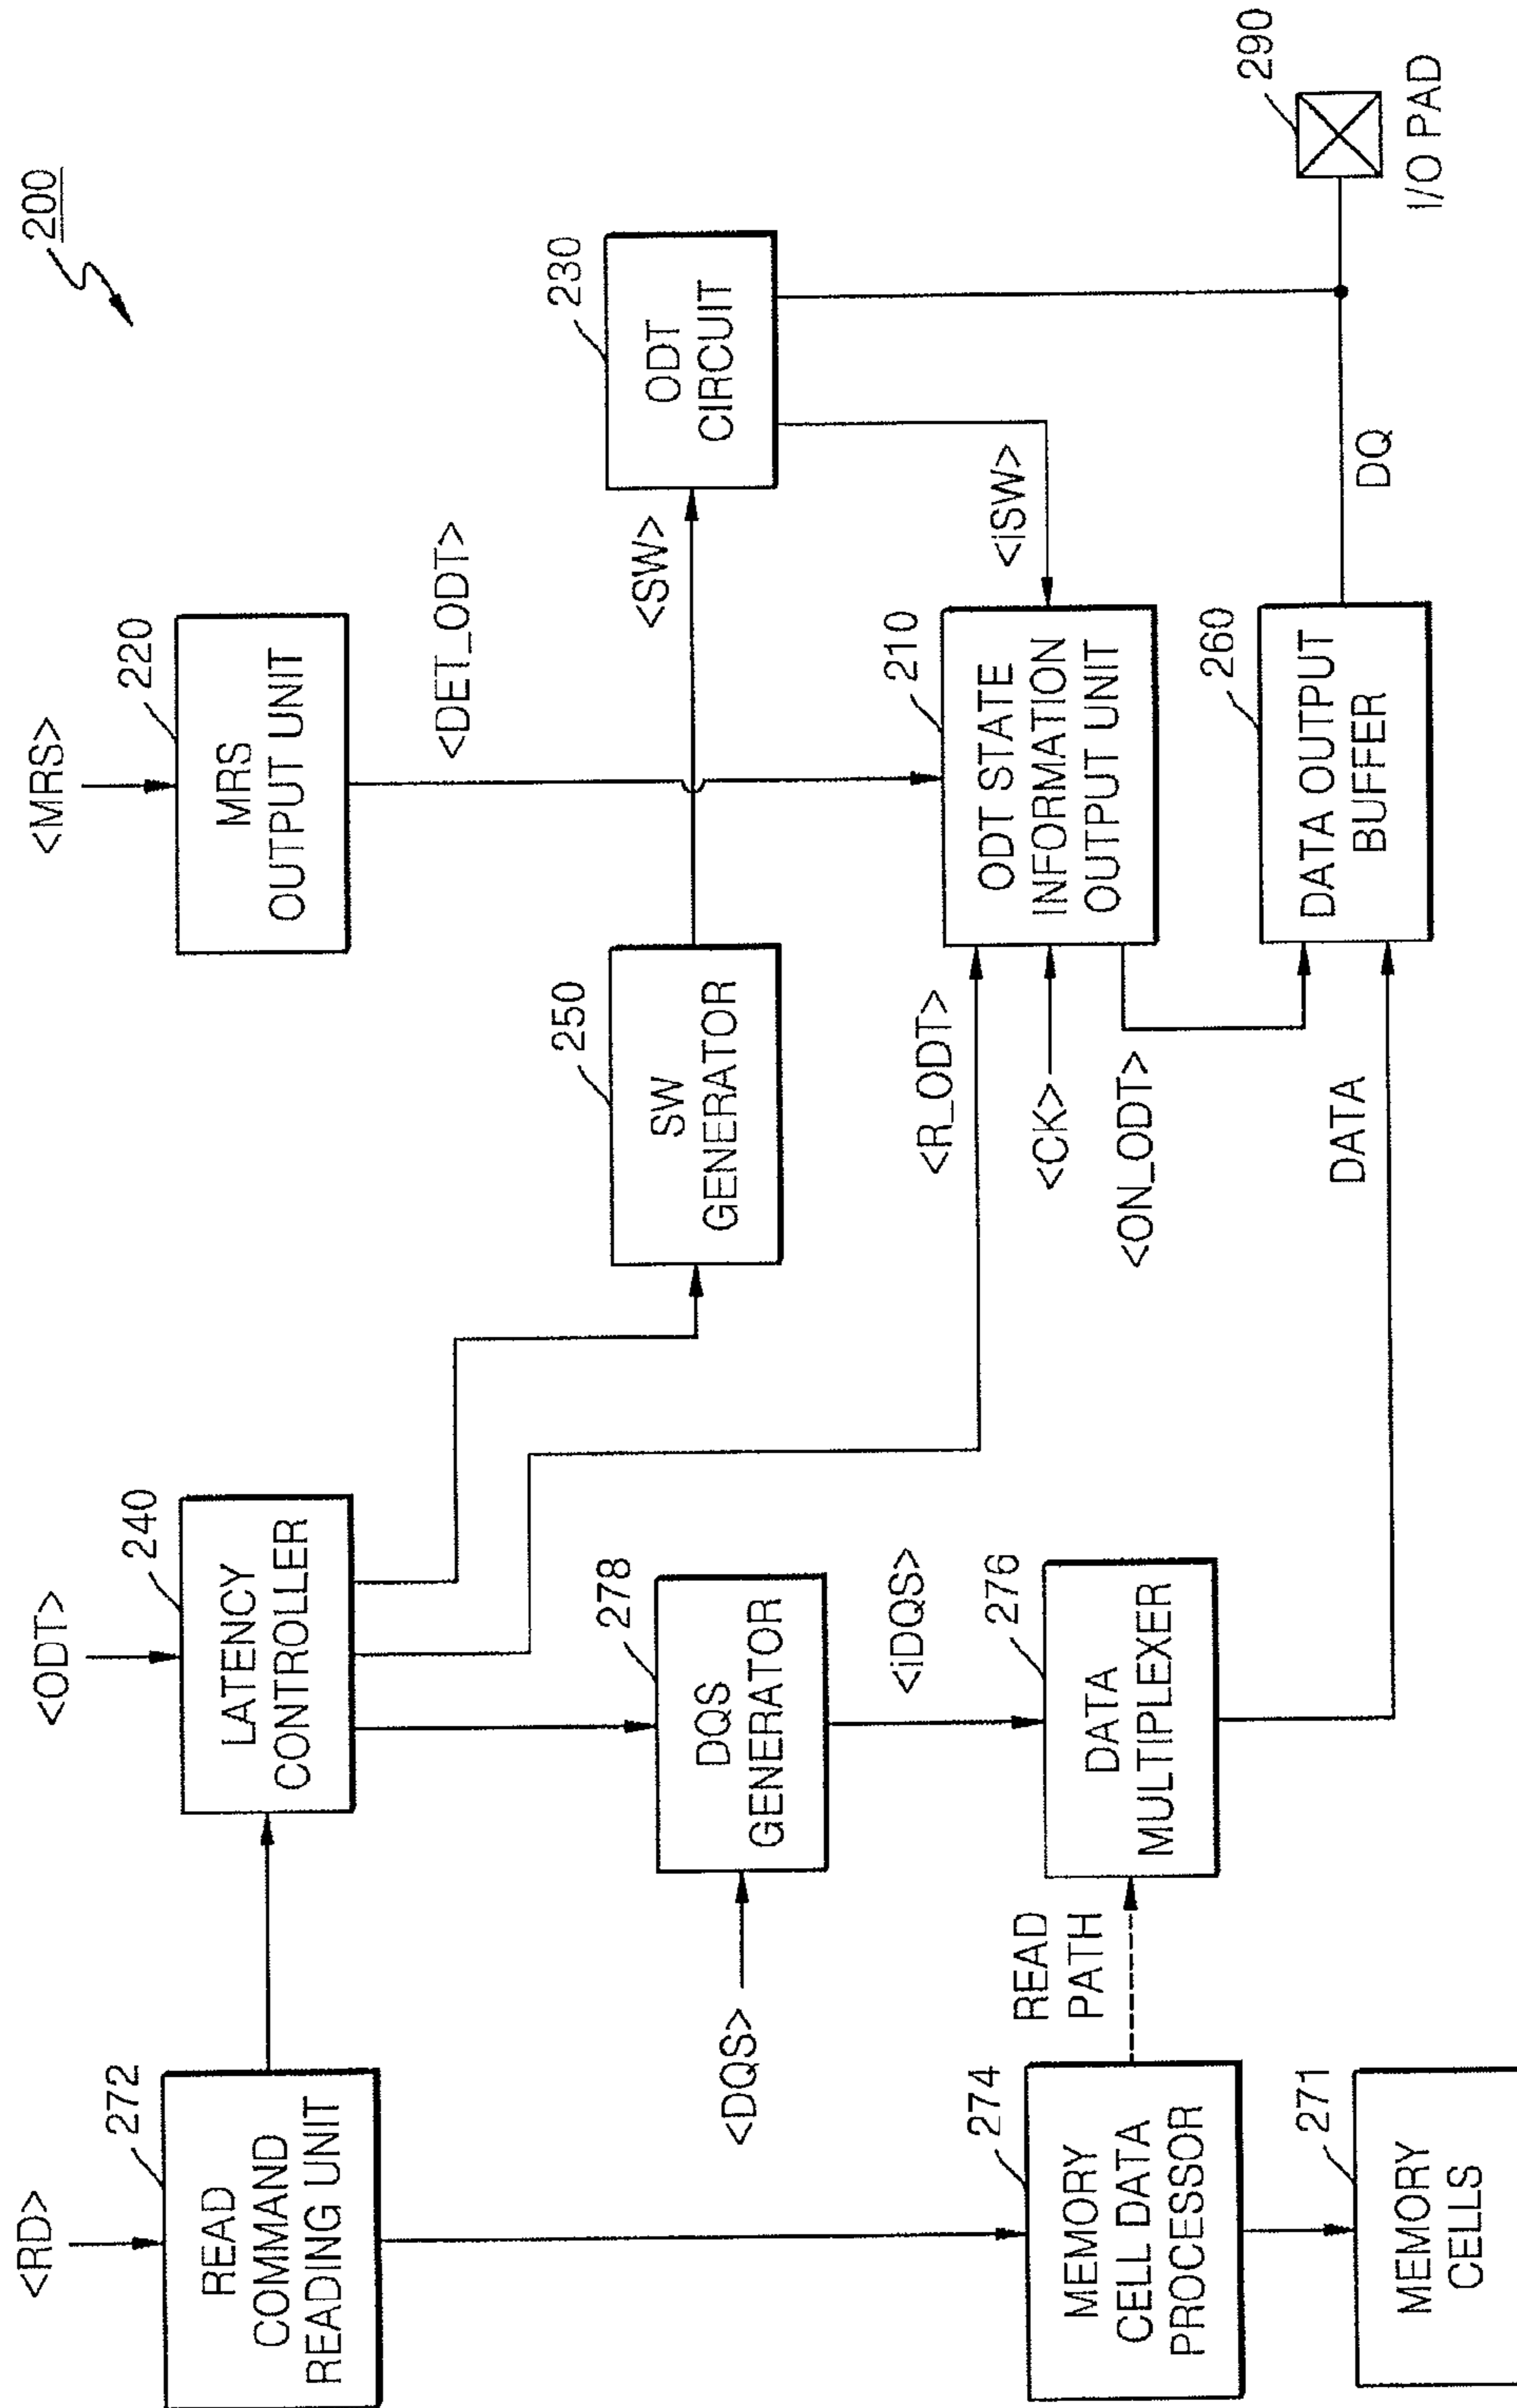 200
<RD>
272
READ
COMMAND
READING UNIT
<ODT>
240
LATENCY
CONTROLLER
<MRS>
220
MRS
OUTPUT UNIT
<DET_ODT>
<DQS>
278
DQS
GENERATOR
<iDQS>
250
SW
GENERATOR
<SW>
230
ODT
CIRCUIT
<iSW>
274
MEMORY
CELL DATA
PROCESSOR
READ
PATH
276
DATA
MULTIPLEXER
<R_ODT>
<CK>
<ON_ODT>
210
ODT STATE
INFORMATION
OUTPUT UNIT
271
MEMORY
CELLS
DATA
260
DATA OUTPUT
BUFFER
DQ
290
I/O PAD